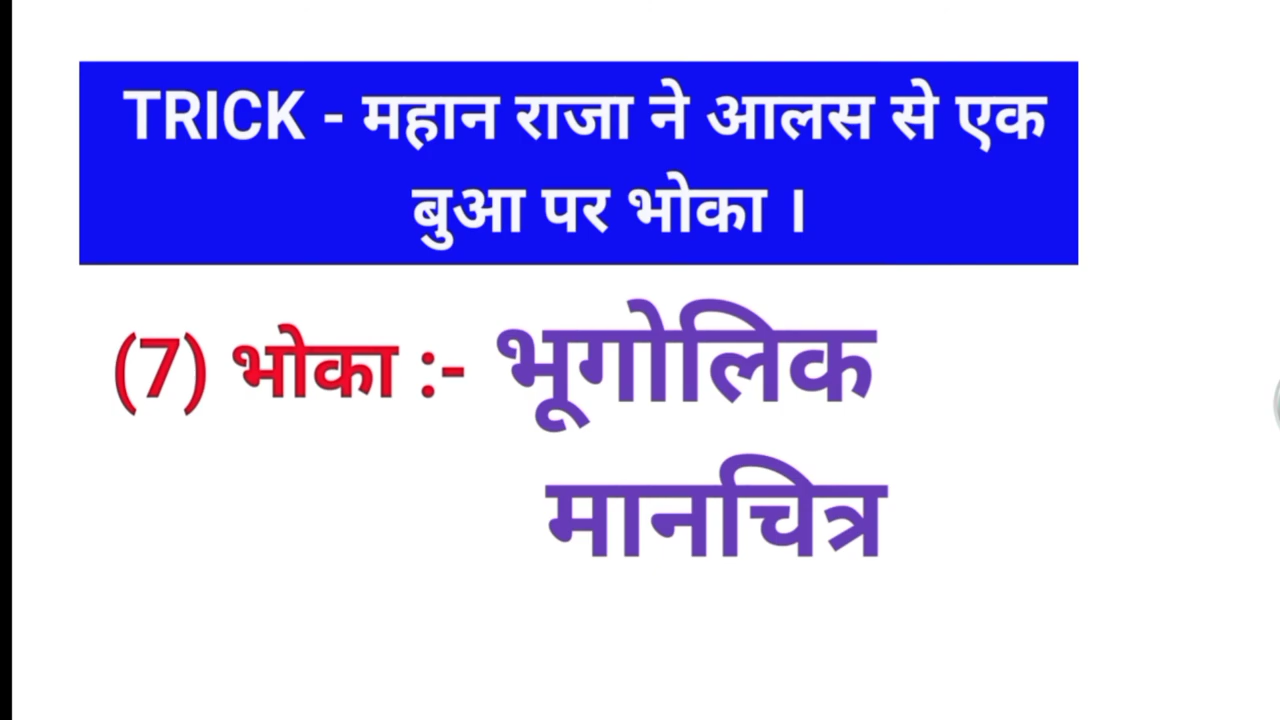 TRICK - महान राजा ने आलस से एक
बुआ पर भोका ।
(7) भोका :- भूगोलिक
मानचित्र